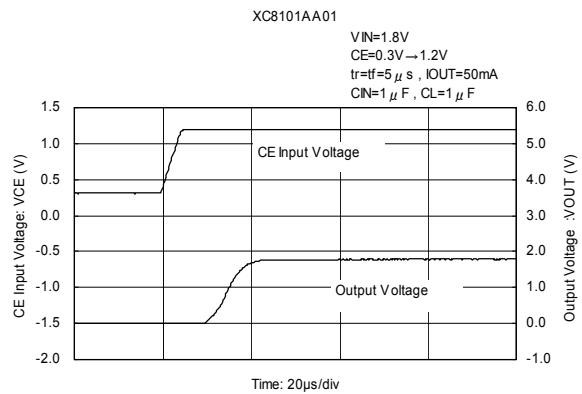 XC8101AA01
VIN=1.8V
CE=0.3V→1.2V
tr=tf=5μs , IOUT=50mA
CIN=1μF , CL=1μF
CE Input Voltage: VCE (V)
1.5
1.0
0.5
0.0
-0.5
-1.0
-1.5
-2.0
CE Input Voltage
Output Voltage
6.0
5.0
4.0
3.0
2.0
1.0
0.0
-1.0
Output Voltage :VOUT (V)
Time: 20μs/div